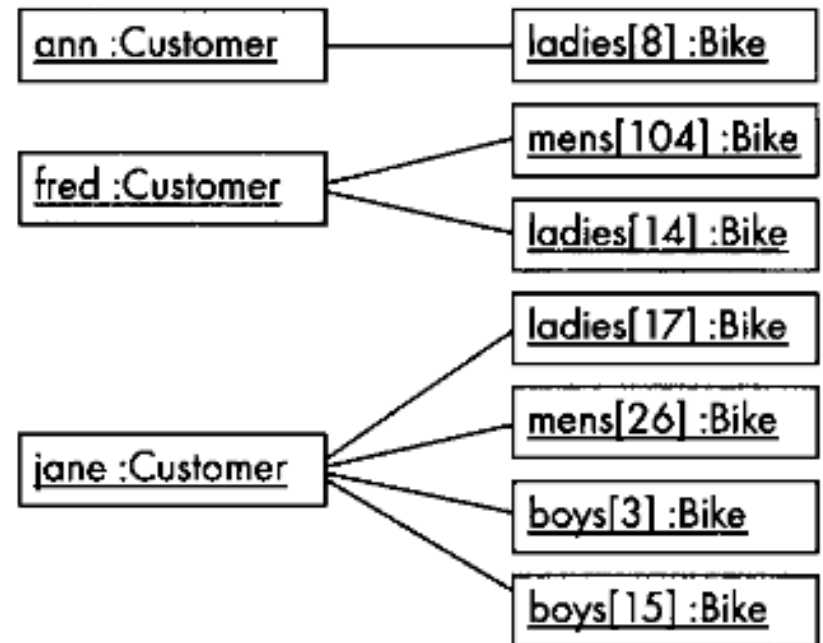 ann :Customer
ladies[8] :Bike
mens[104] :Bike
fred :Customer
ladies[14] :Bike
ladies[17] :Bike
mens[26] :Bike
jane :Customer
boys[3] :Bike
boys[15] :Bike